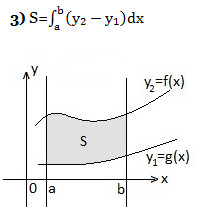 3) S=∫ₐᵇ(y₂ – y₁)dx
y
y₂=f(x)
S
y₁=g(x)
0 a b x